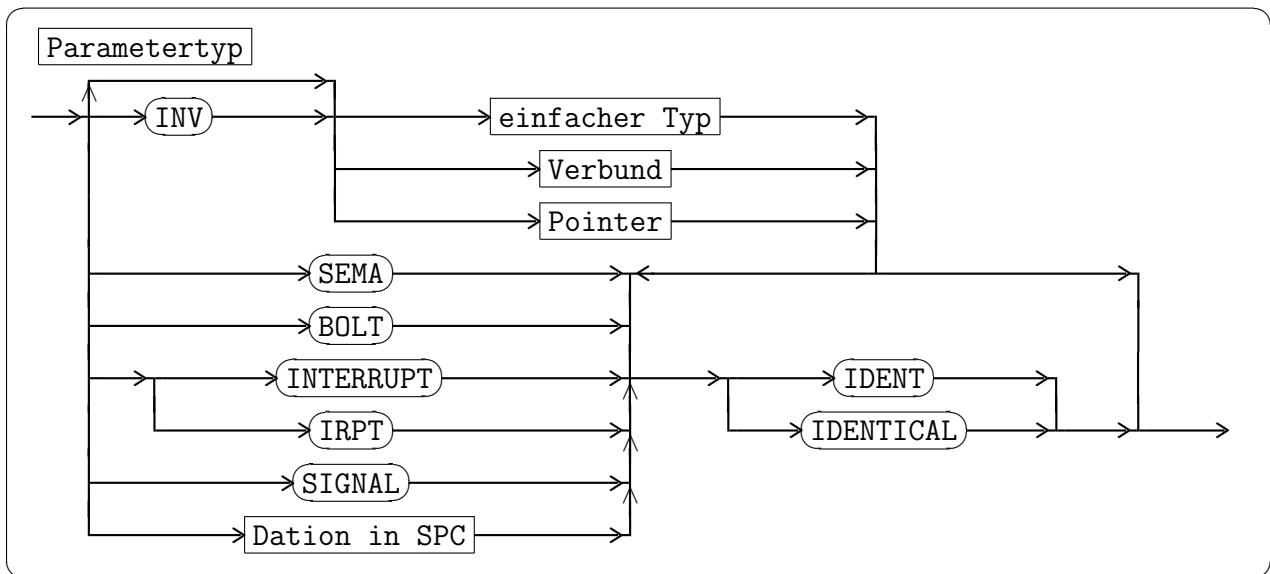 Parametertyp
INV einfacher Typ
Verbund
Pointer
SEMA
BOLT
INTERRUPT IDENT
IRPT IDENTICAL
SIGNAL
Dation in SPC